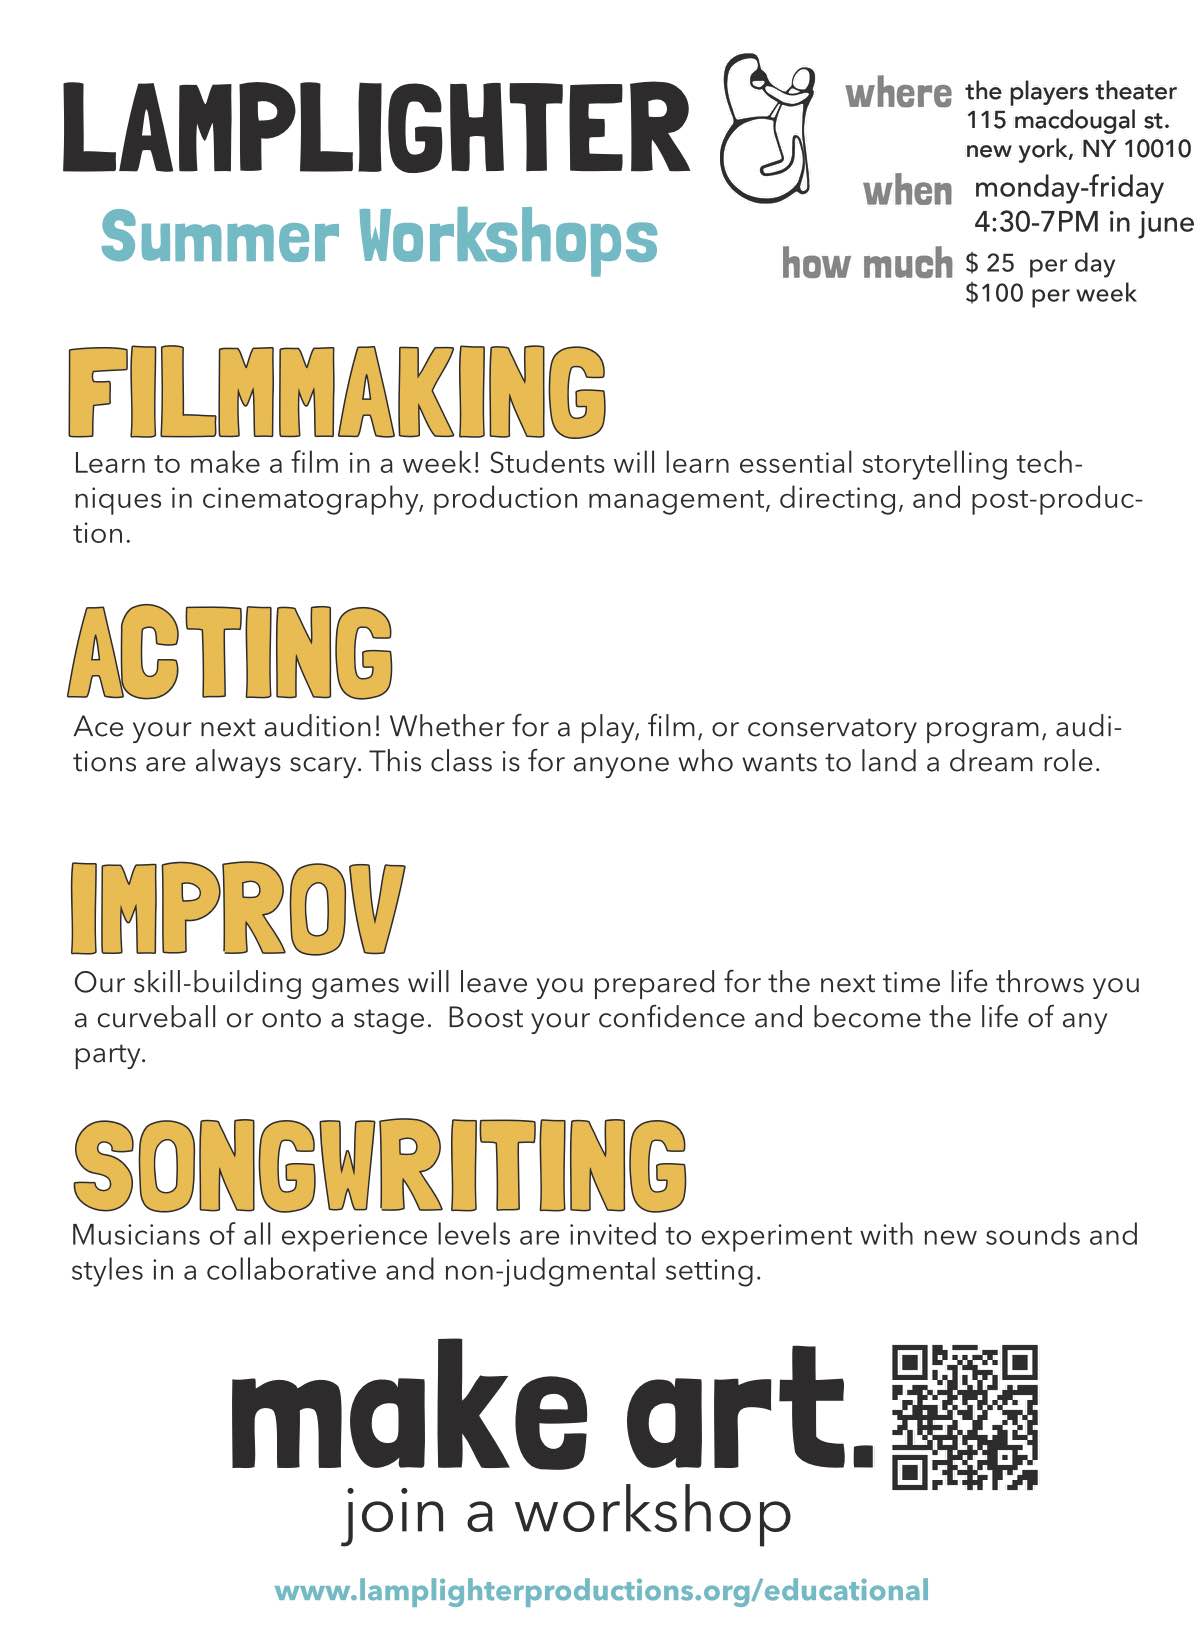 LAMPLIGHTER
Summer Workshops
where the players theater
115 macdougal st.
new york, NY 10010
when monday-friday
4:30-7PM in june
how much $ 25 per day
$100 per week
FILMMAKING
Learn to make a film in a week! Students will learn essential storytelling tech-
niques in cinematography, production management, directing, and post-produc-
tion.
ACTING
Ace your next audition! Whether for a play, film, or conservatory program, audi-
tions are always scary. This class is for anyone who wants to land a dream role.
IMPROV
Our skill-building games will leave you prepared for the next time life throws you
a curveball or onto a stage. Boost your confidence and become the life of any
party.
SONGWRITING
Musicians of all experience levels are invited to experiment with new sounds and
styles in a collaborative and non-judgmental setting.
make art.
join a workshop
www.lamplighterproductions.org/educational